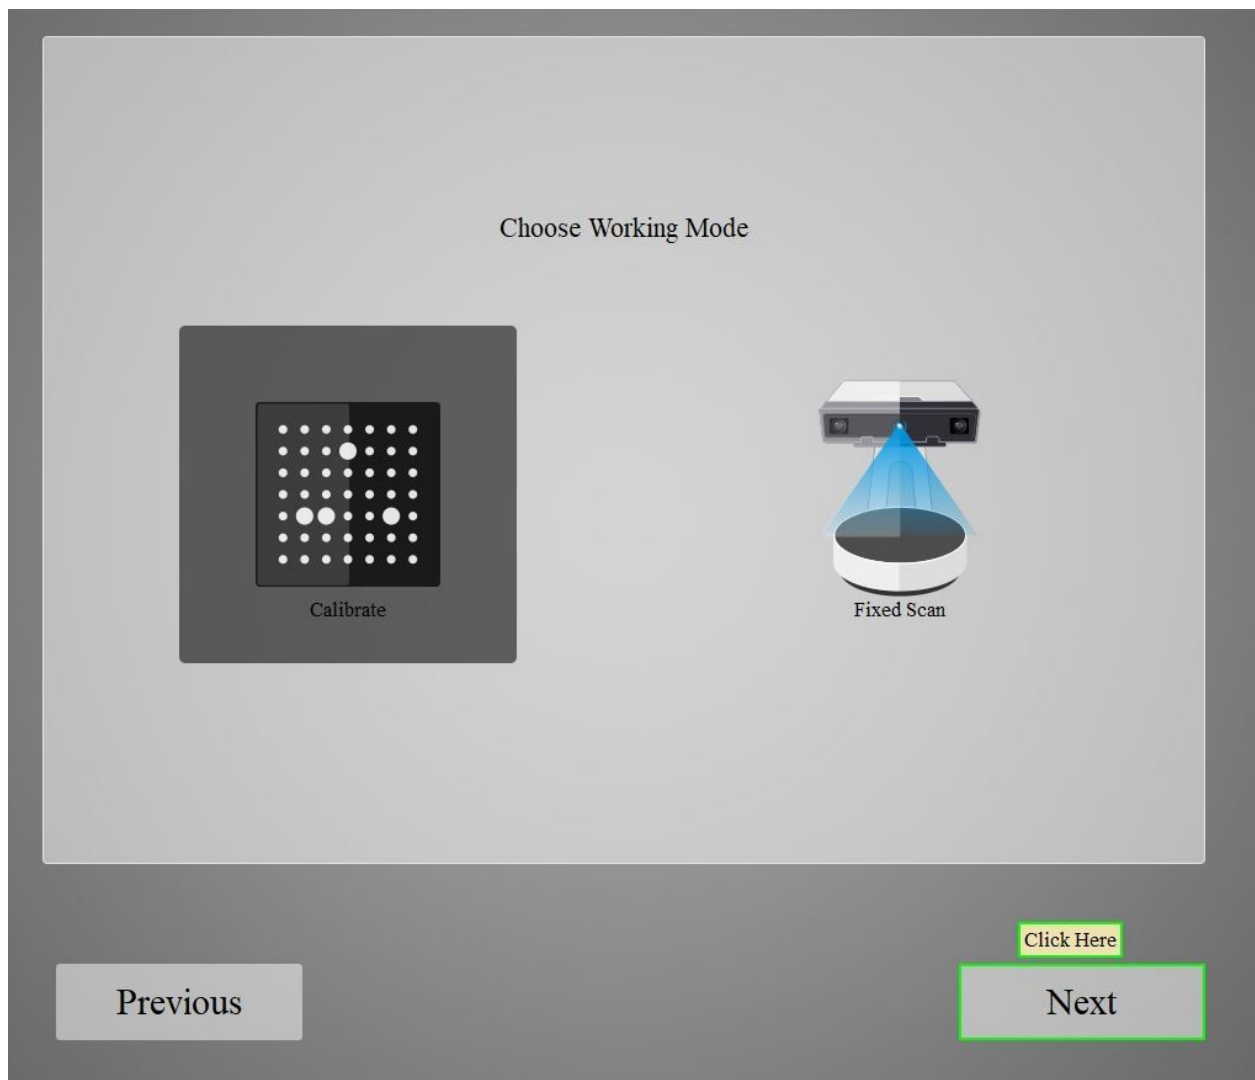 Choose Working Mode
Calibrate
Fixed Scan
Click Here
Previous
Next